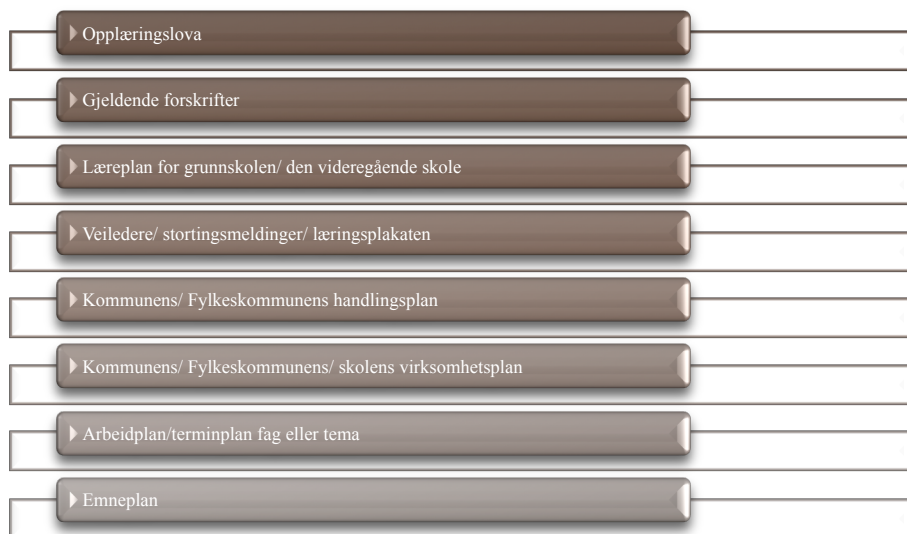 Opplæringslova
Gjeldende forskrifter
Læreplan for grunnskolen/ den videregående skole
Veiledere/ stortingsmeldinger/ læringsplakaten
Kommunens/ Fylkeskommunens handlingsplan
Kommunens/ Fylkeskommunens/ skolens virksomhetsplan
Arbeidplan/terminplan fag eller tema
Emneplan